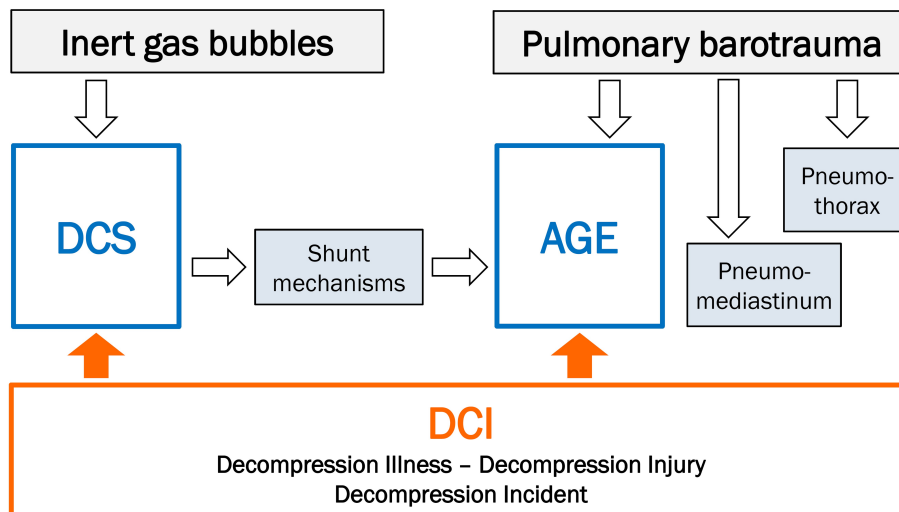 Inert gas bubbles
Pulmonary barotrauma
DCS
Shunt
mechanisms
AGE
Pneumo-
thorax
Pneumo-
mediastinum
DCI
Decompression Illness – Decompression Injury
Decompression Incident